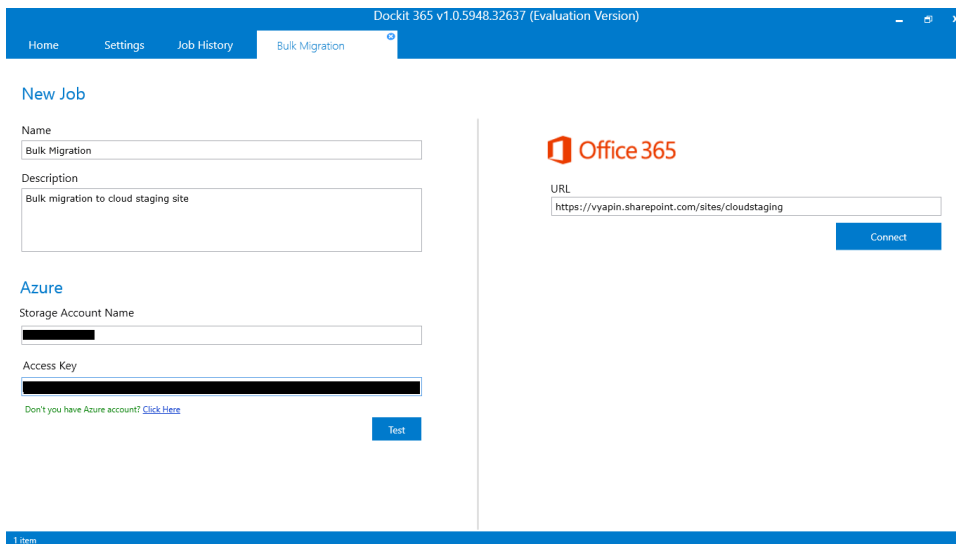 Dockit 365 v1.0.5948.32637 (Evaluation Version)
Home Settings Job History Bulk Migration
New Job
Name
Bulk Migration
Description
Bulk migration to cloud staging site
Azure
Storage Account Name
Access Key
Don't you have Azure account? Click Here
Test
Office 365
URL
https://vyapin.sharepoint.com/sites/cloudstaging
Connect
1 item